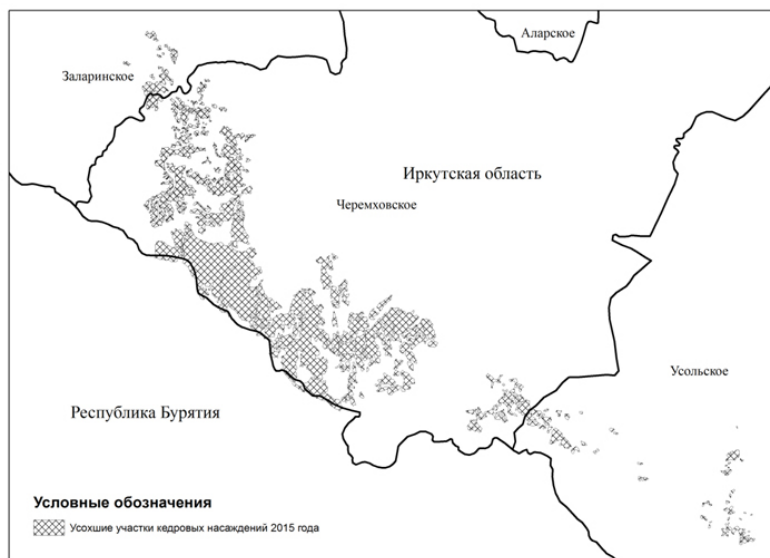 Аларское
Заларинское
Иркутская область
Черемховское
Усольское
Республика Бурятия
Условные обозначения
Усохшие участки кедровых насаждений 2015 года